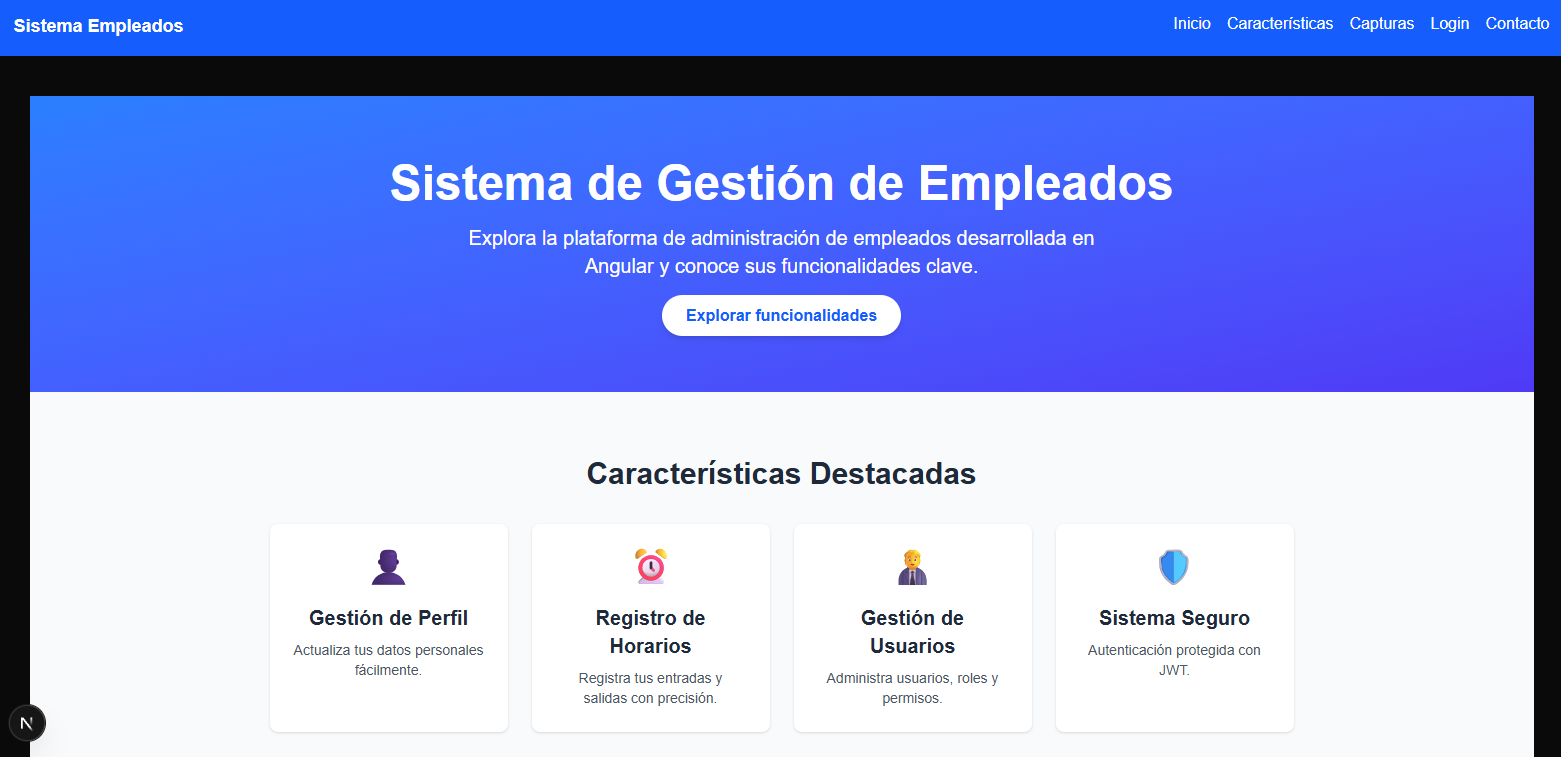 Sistema Empleados
Inicio Características Capturas Login Contacto
Sistema de Gestión de Empleados
Explora la plataforma de administración de empleados desarrollada en
Angular y conoce sus funcionalidades clave.
Explorar funcionalidades
Características Destacadas
Gestión de Perfil
Actualiza tus datos personales
fácilmente.
Registro de
Horarios
Registra tus entradas y
salidas con precisión.
Gestión de
Usuarios
Administra usuarios, roles y
permisos.
Sistema Seguro
Autenticación protegida con
JWT.
N